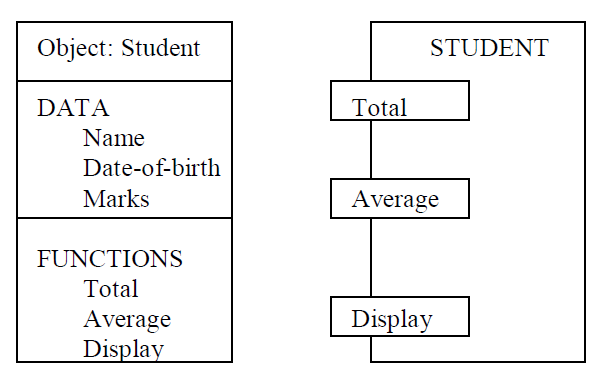 Object: Student
DATA
Name
Date-of-birth
Marks
FUNCTIONS
Total
Average
Display
STUDENT
Total
Average
Display